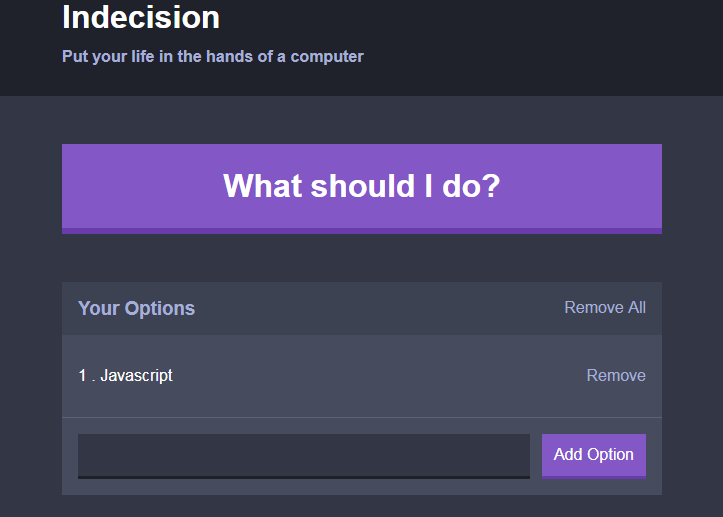 Indecision
Put your life in the hands of a computer
What should I do?
Your Options Remove All
1 . Javascript Remove
Add Option